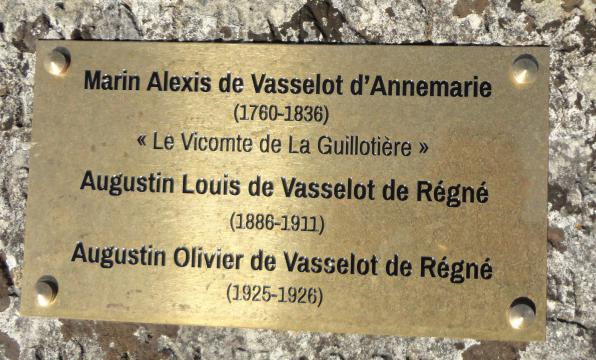 Marin Alexis de Vasselot d'Annemarie
(1760-1836)
« Le Vicomte de La Guillotière »
Augustin Louis de Vasselot de Régné
(1886-1911)
Augustin Olivier de Vasselot de Régné
(1925-1926)